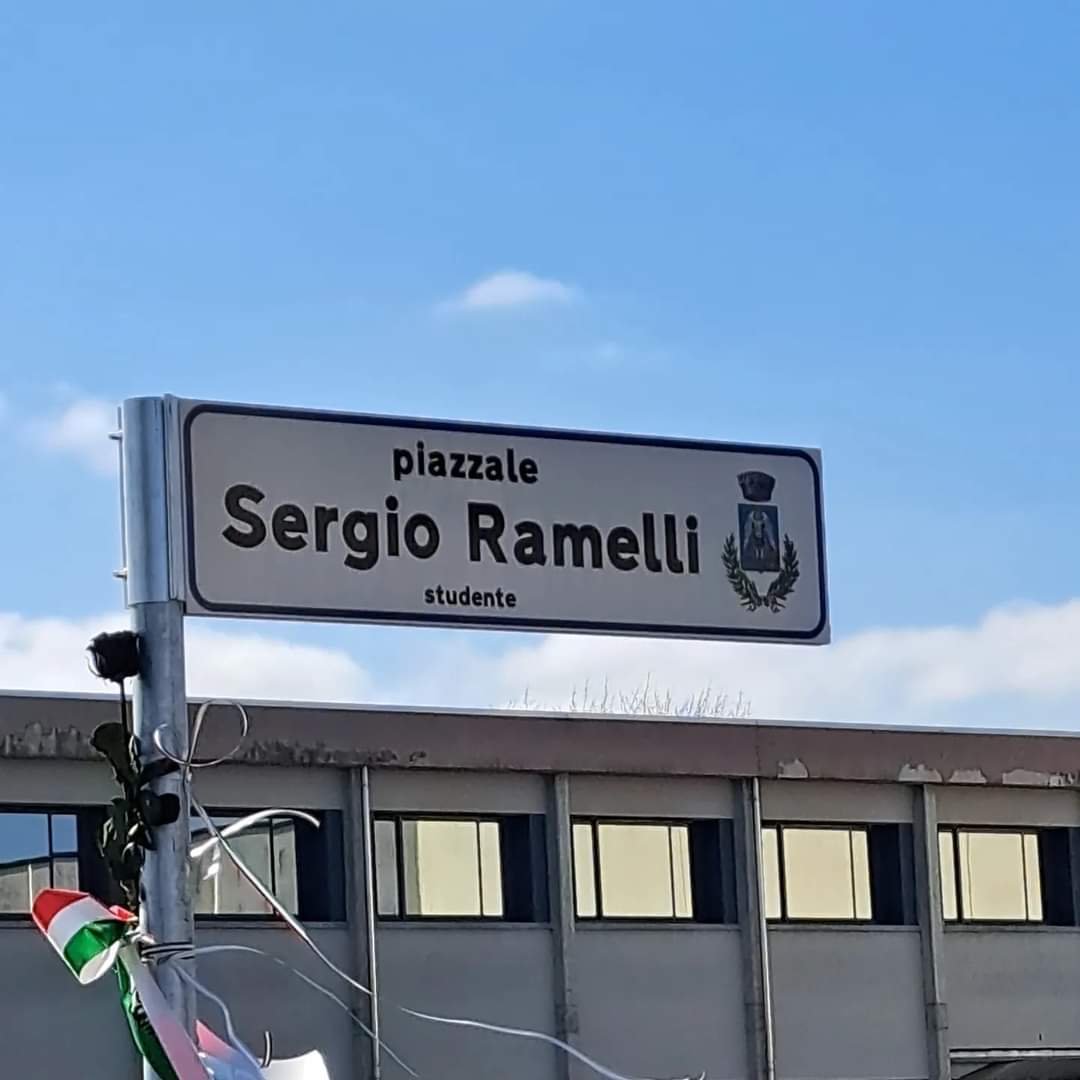 piazzale
Sergio Ramelli
studente